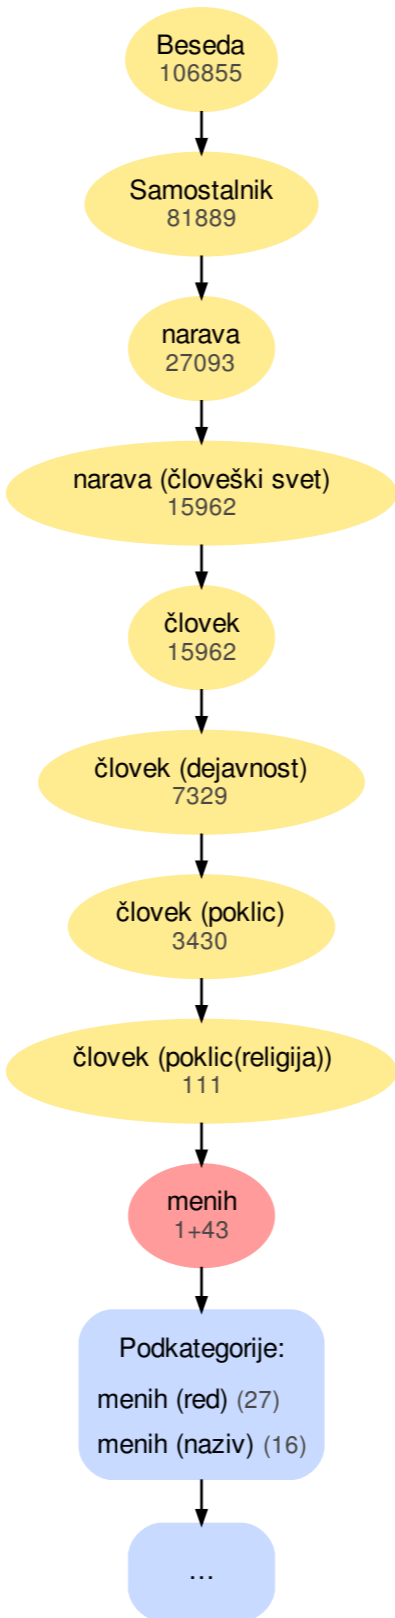 Beseda
106855
Samostalnik
81889
narava
27093
narava (človeški svet)
15962
človek
15962
človek (dejavnost)
7329
človek (poklic)
3430
človek (poklic(religija))
111
menih
1+43
Podkategorije:
menih (red) (27)
menih (naziv) (16)
...